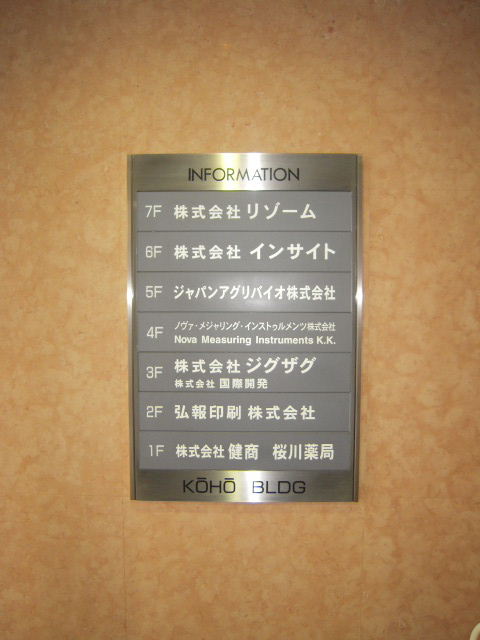 INFORMATION
7F 株式会社 リゾーム
6F 株式会社 インサイト
5F ジャパンアグリバイオ株式会社
4F ノヴァ・メジャリング・インストゥルメンツ株式会社
Nova Measuring Instruments K.K.
3F 株式会社 ジグザグ
株式会社 国際開発
2F 弘報印刷 株式会社
1F 株式会社 健商 桜川薬局
KŌHŌ BLDG